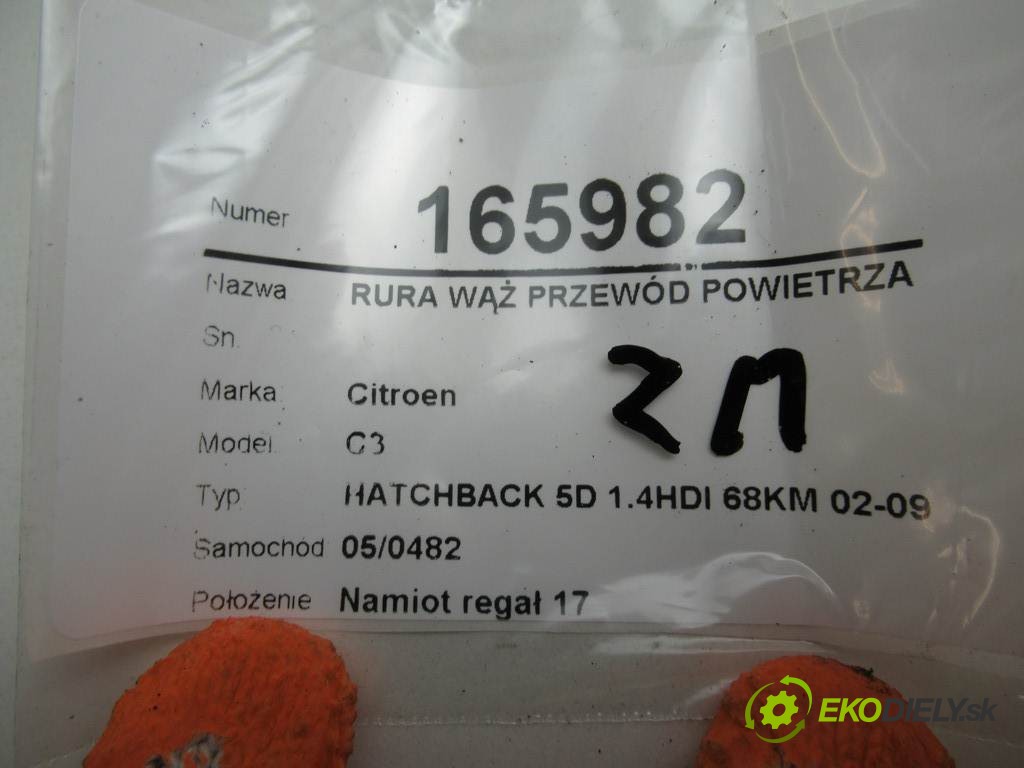 Numer 165982
Nazwa RURA WĄŻ PRZEWÓD POWIETRZA
Sn.
Marka Citroen
Model C3
Typ HATCHBACK 5D 1.4HDI 68KM 02-09
Samochód 05/0482
Położenie Namiot regał 17
EKODIELY.sk